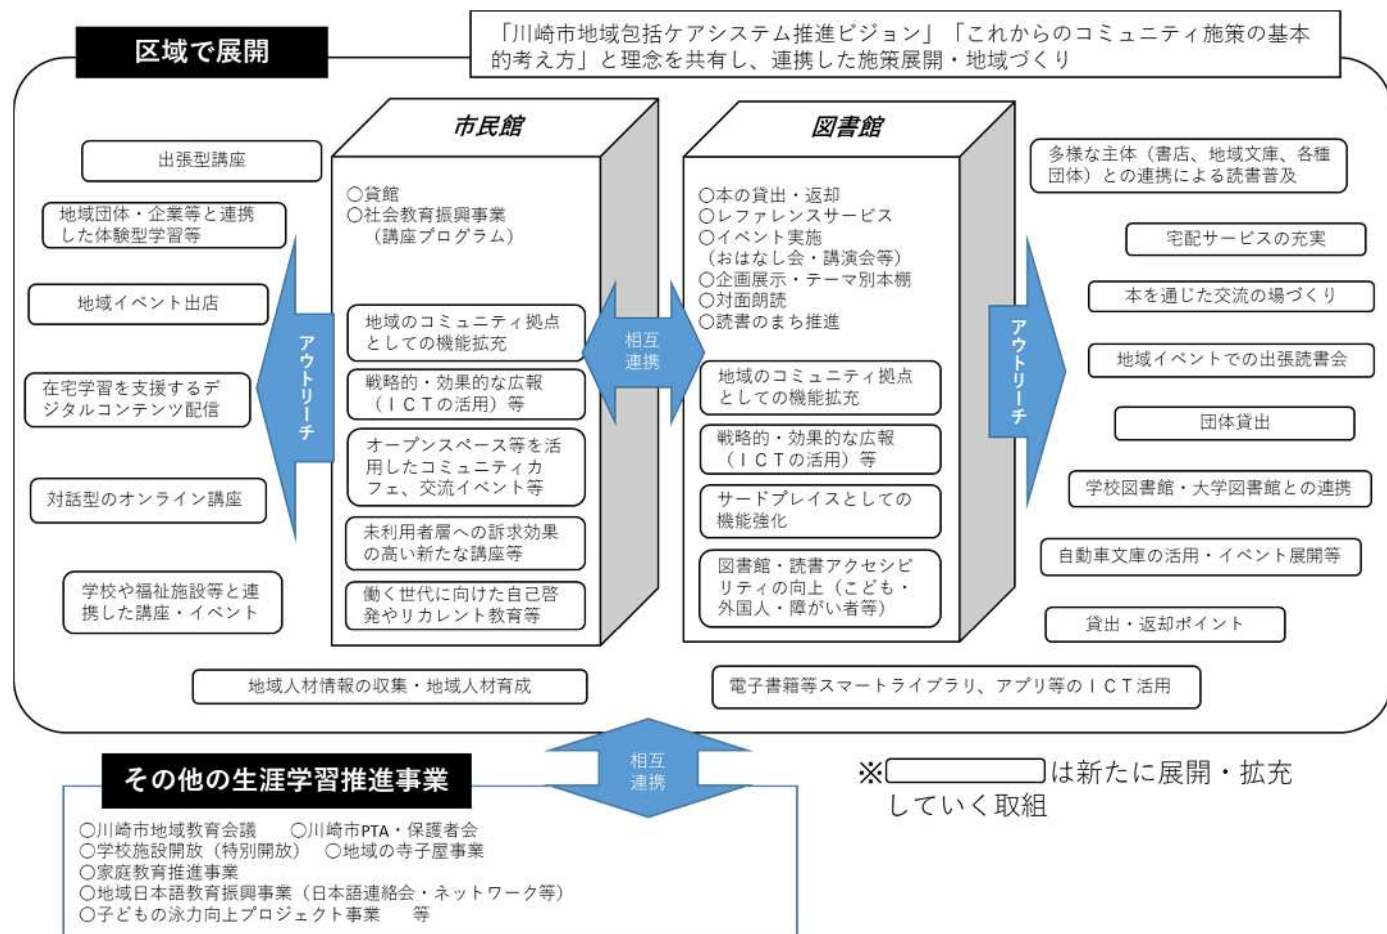 区域で展開
「川崎市地域包括ケアシステム推進ビジョン」「これからのコミュニティ施策の基本
的考え方」と理念を共有し、連携した施策展開・地域づくり
出張型講座
地域団体・企業等と連携
した体験型学習等
地域イベント出店
在宅学習を支援するデ
ジタルコンテンツ配信
対話型のオンライン講座
学校や福祉施設等と連
携した講座・イベント
アウトリーチ
市民館
○貸館
○社会教育振興事業
（講座プログラム）
地域のコミュニティ拠点
としての機能拡充
戦略的・効果的な広報
（ＩＣＴの活用）等
オープンスペース等を活
用したコミュニティカ
フェ、交流イベント等
未利用者層への訴求効果
の高い新たな講座等
働く世代に向けた自己啓
発やリカレント教育等
相互
連携
図書館
○本の貸出・返却
○レファレンスサービス
○イベント実施
（おはなし会・講演会等）
○企画展示・テーマ別本棚
○対面朗読
○読書のまち推進
地域のコミュニティ拠点
としての機能拡充
戦略的・効果的な広報
（ＩＣＴの活用）等
サードプレイスとしての
機能強化
図書館・読書アクセシビ
リティの向上（こども・
外国人・障がい者等）
アウトリーチ
多様な主体（書店、地域文庫、各種
団体）との連携による読書普及
宅配サービスの充実
本を通じた交流の場づくり
地域イベントでの出張読書会
団体貸出
学校図書館・大学図書館との連携
自動車文庫の活用・イベント展開等
貸出・返却ポイント
地域人材情報の収集・地域人材育成
電子書籍等スマートライブラリ、アプリ等のＩＣＴ活用
相互
連携
その他の生涯学習推進事業
○川崎市地域教育会議　○川崎市PTA・保護者会
○学校施設開放（特別開放）　○地域の寺子屋事業
○家庭教育推進事業
○地域日本語教育振興事業（日本語連絡会・ネットワーク等）
○子どもの泳力向上プロジェクト事業　等
※　　　は新たに展開・拡充
していく取組